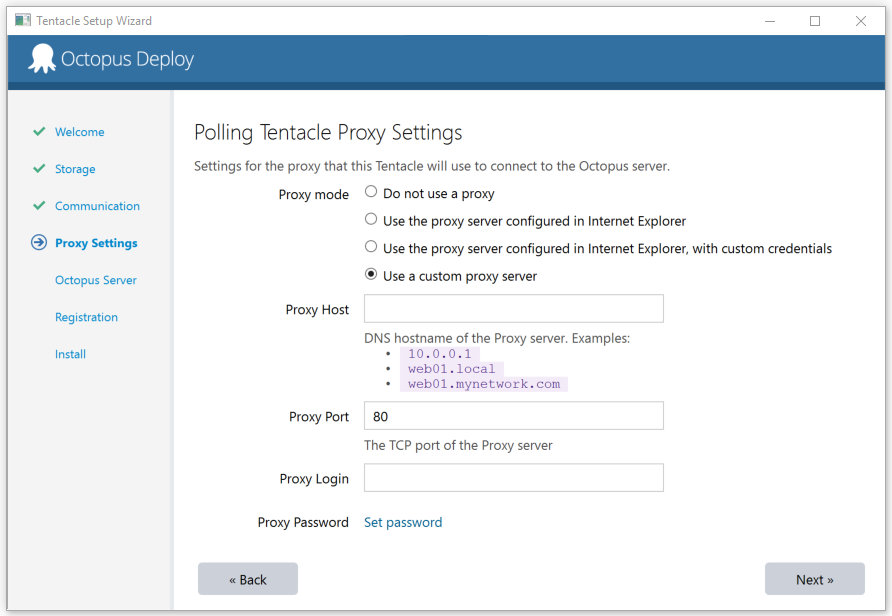 Tentacle Setup Wizard
Octopus Deploy
Welcome
Storage
Communication
Proxy Settings
Octopus Server
Registration
Install
Polling Tentacle Proxy Settings
Settings for the proxy that this Tentacle will use to connect to the Octopus server.
Proxy mode
Do not use a proxy
Use the proxy server configured in Internet Explorer
Use the proxy server configured in Internet Explorer, with custom credentials
Use a custom proxy server
Proxy Host
DNS hostname of the Proxy server. Examples:
• 10.0.0.1
• web01.local
• web01.mynetwork.com
Proxy Port 80
The TCP port of the Proxy server
Proxy Login
Proxy Password Set password
« Back
Next »